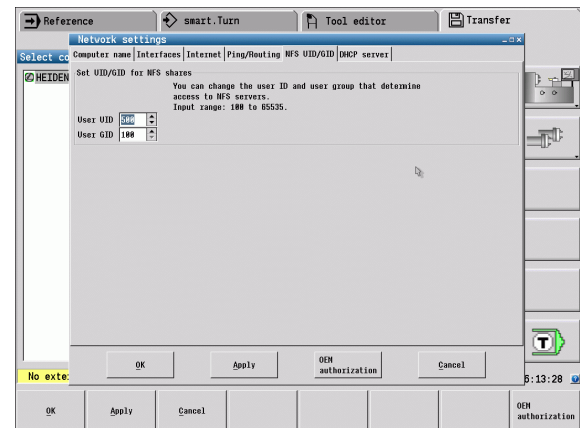 Reference
smart.Turn
Tool editor
Transfer
Network settings
Select co
Computer name Interfaces Internet Ping/Routing NFS UID/GID DHCP server
HEIDEN
Set UID/GID for NFS shares
You can change the user ID and user group that determine
access to NFS servers.
Input range: 100 to 65535.
User UID 500
User GID 100
T
OK Apply OEM authorization Cancel
No exte
6:13:28
OK Apply Cancel OEM authorization